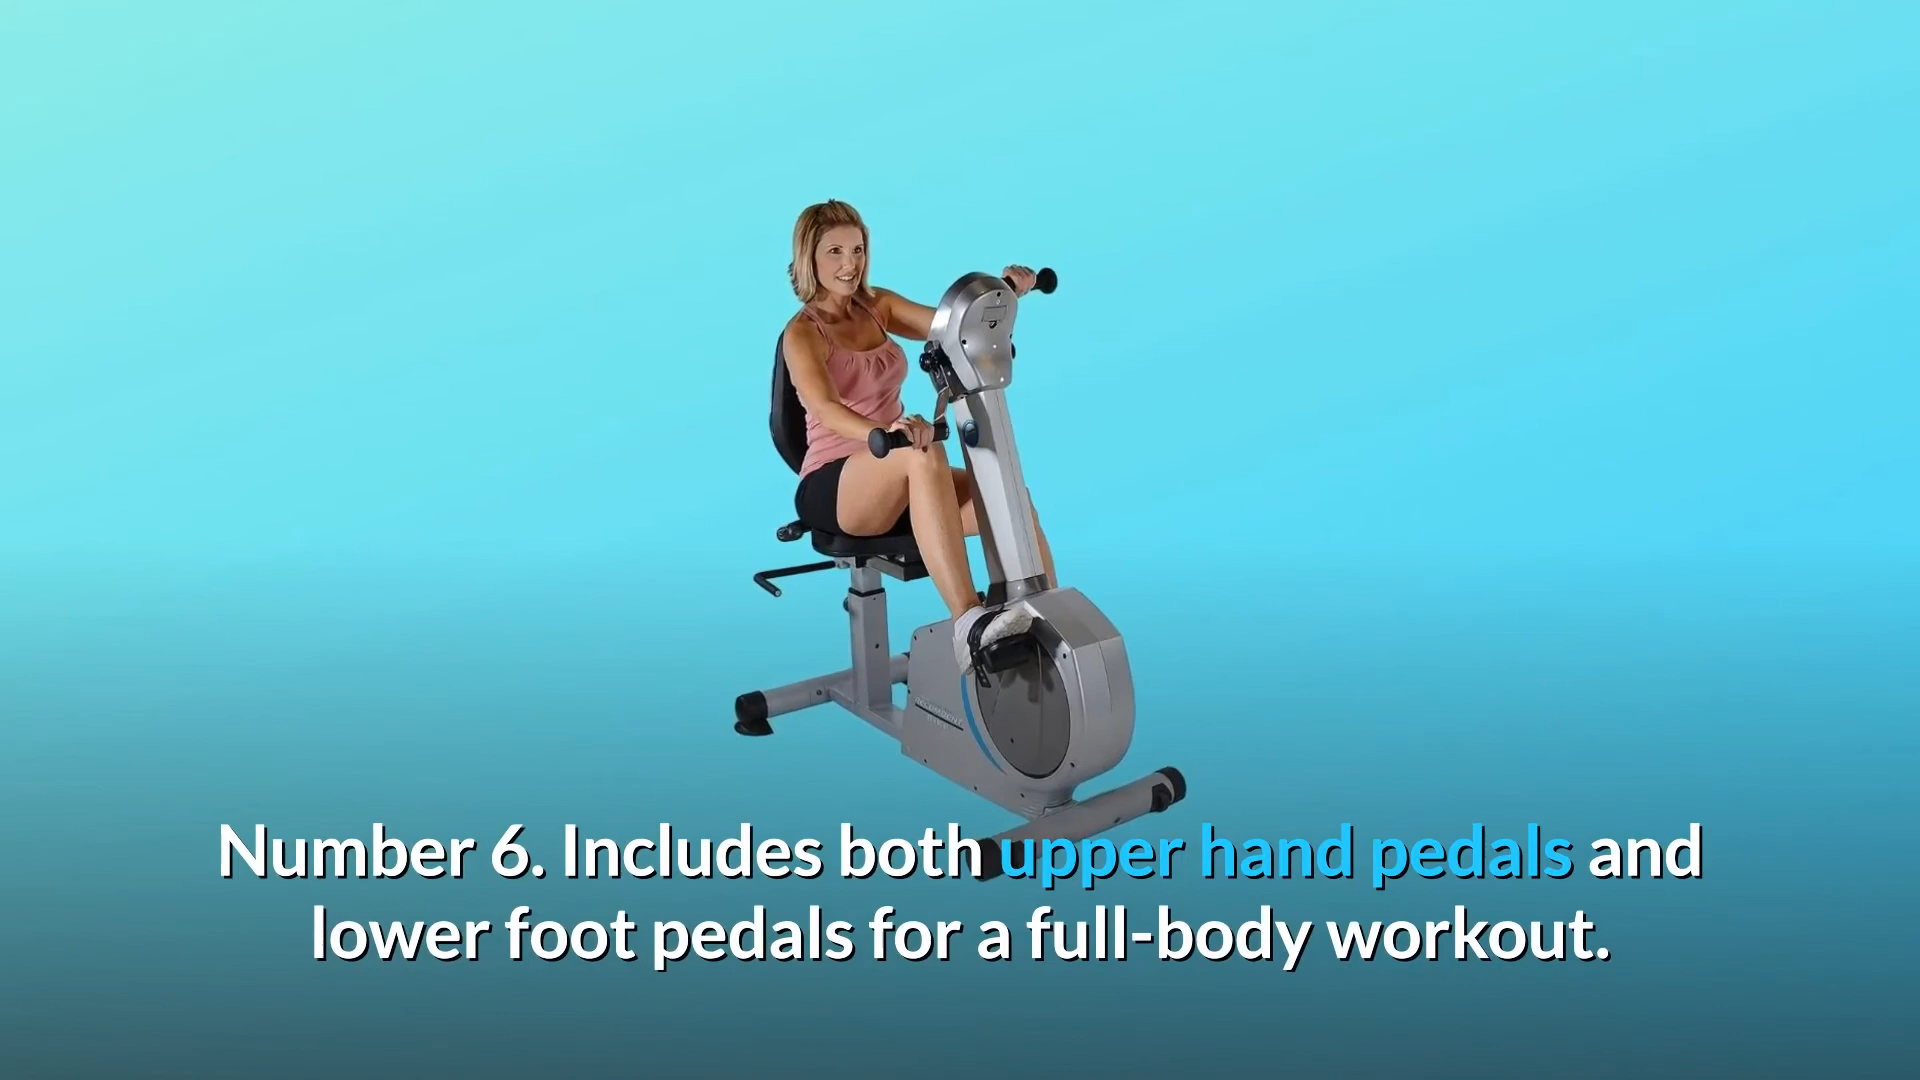 Number 6. Includes both upper hand pedals and
lower foot pedals for a full-body workout.